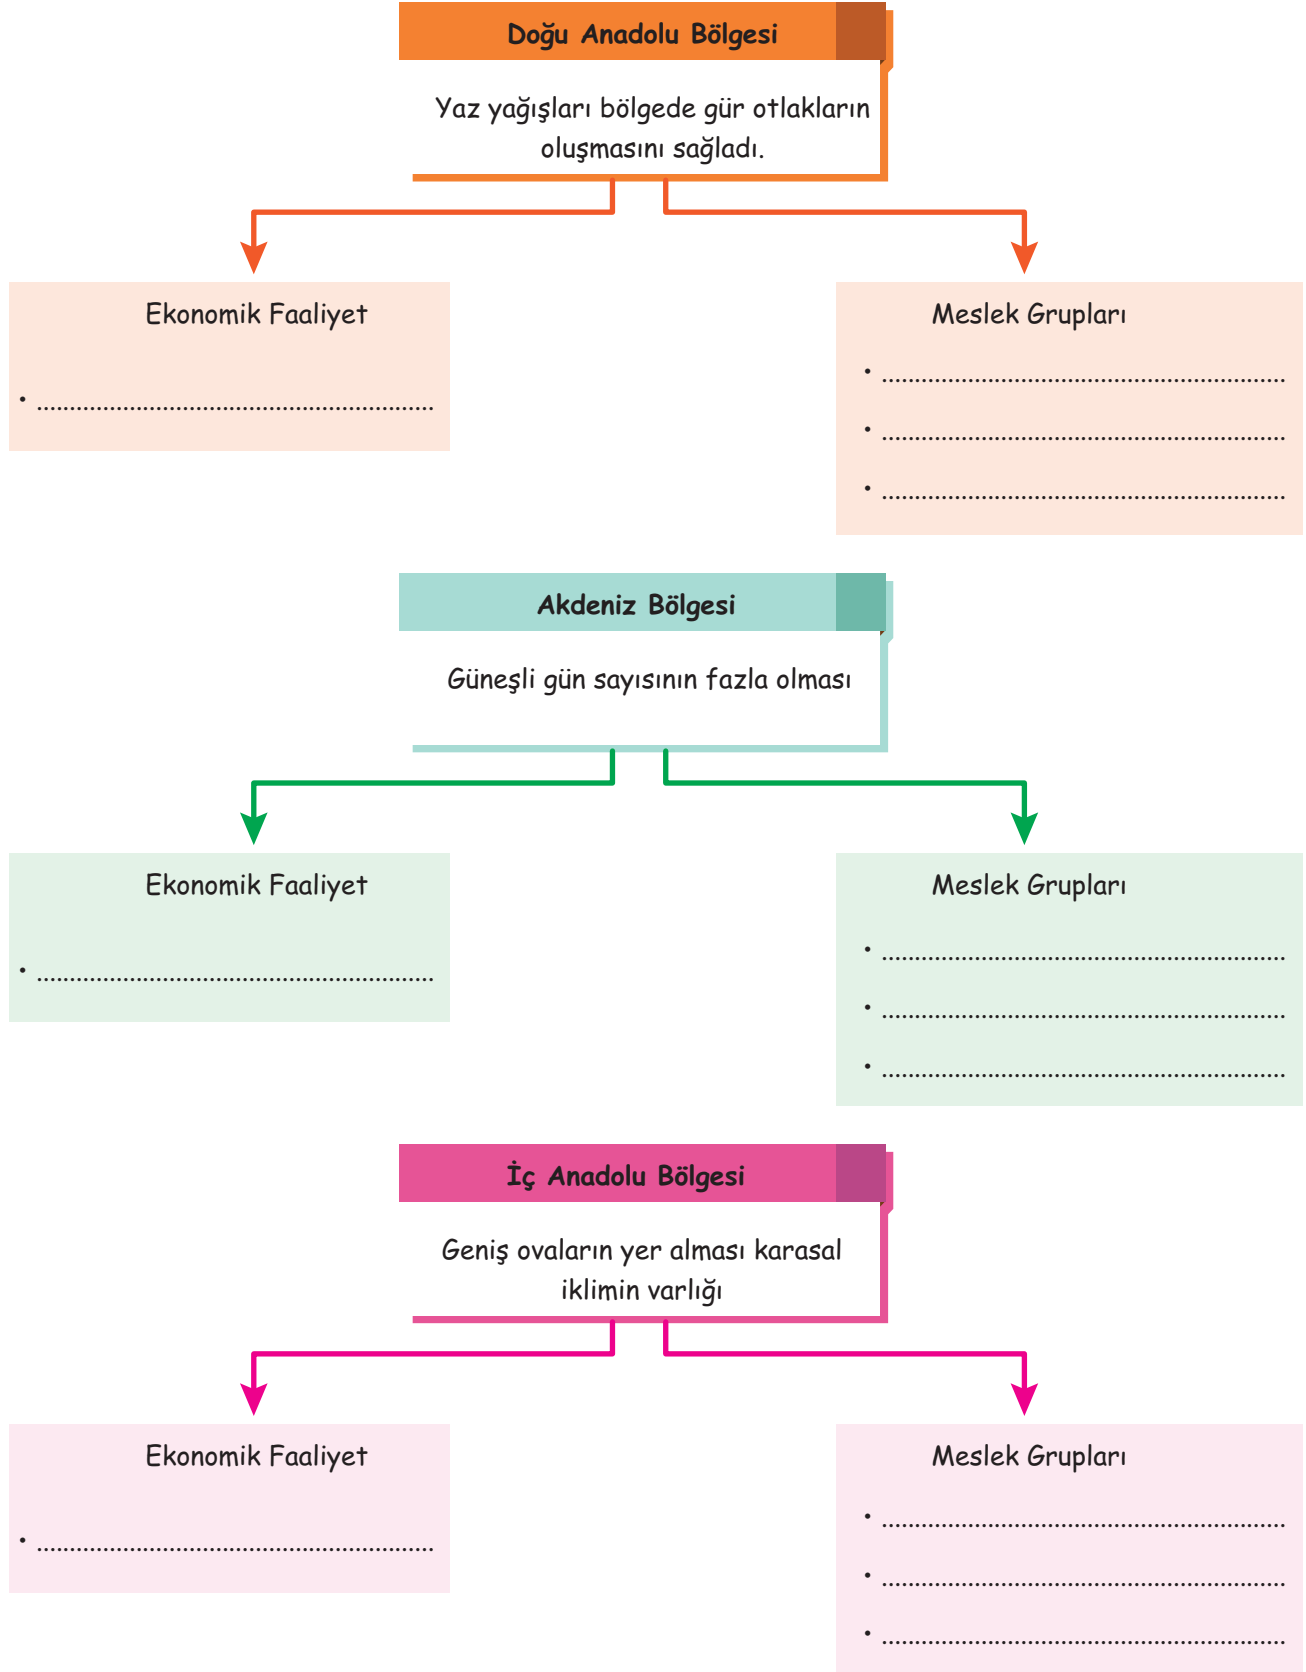 Doğu Anadolu Bölgesi
Yaz yağışları bölgede gür otlakların
oluşmasını sağladı.
Ekonomik Faaliyet
• ............................................................
Meslek Grupları
• .............................................................
• .............................................................
• .............................................................
Akdeniz Bölgesi
Güneşli gün sayısının fazla olması
Ekonomik Faaliyet
• ............................................................
Meslek Grupları
• .............................................................
• .............................................................
• .............................................................
İç Anadolu Bölgesi
Geniş ovaların yer alması karasal
iklimin varlığı
Ekonomik Faaliyet
• ............................................................
Meslek Grupları
• .............................................................
• .............................................................
• .............................................................